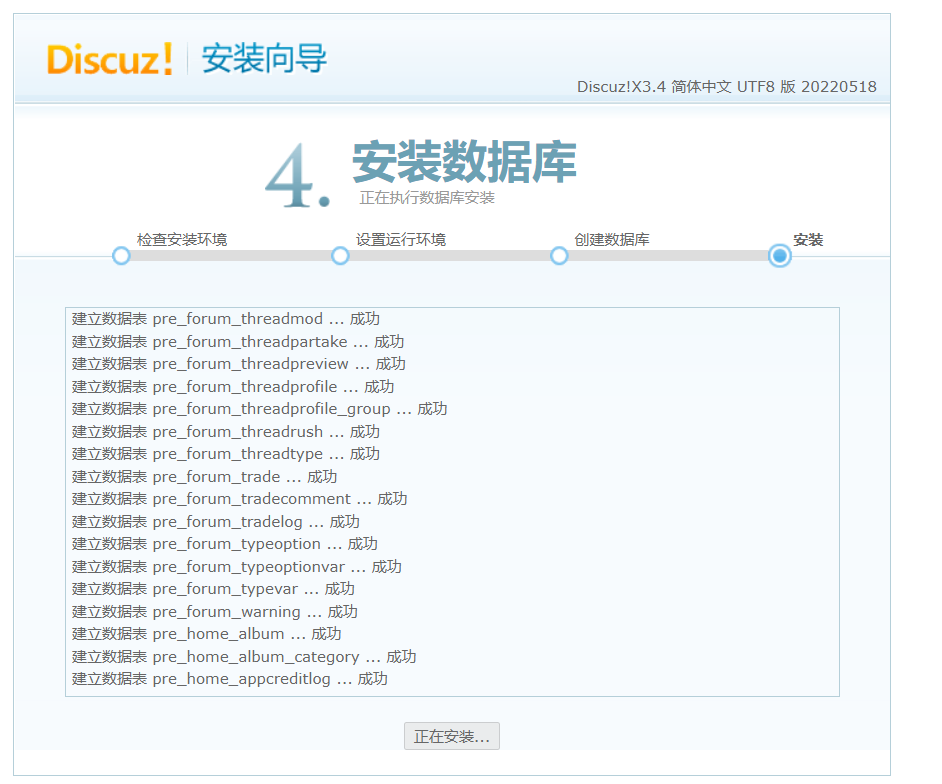 Discuz! 安装向导
Discuz!X3.4 简体中文 UTF8 版 20220518
4. 安装数据库
正在执行数据库安装
检查安装环境 设置运行环境 创建数据库 安装
建立数据表 pre_forum_threadmod ... 成功
建立数据表 pre_forum_threadpartake ... 成功
建立数据表 pre_forum_threadpreview ... 成功
建立数据表 pre_forum_threadprofile ... 成功
建立数据表 pre_forum_threadprofile_group ... 成功
建立数据表 pre_forum_threadrush ... 成功
建立数据表 pre_forum_threadtype ... 成功
建立数据表 pre_forum_trade ... 成功
建立数据表 pre_forum_tradecomment ... 成功
建立数据表 pre_forum_tradelog ... 成功
建立数据表 pre_forum_typeoption ... 成功
建立数据表 pre_forum_typeoptionvar ... 成功
建立数据表 pre_forum_typevar ... 成功
建立数据表 pre_forum_warning ... 成功
建立数据表 pre_home_album ... 成功
建立数据表 pre_home_album_category ... 成功
建立数据表 pre_home_appcreditlog ... 成功
正在安装...